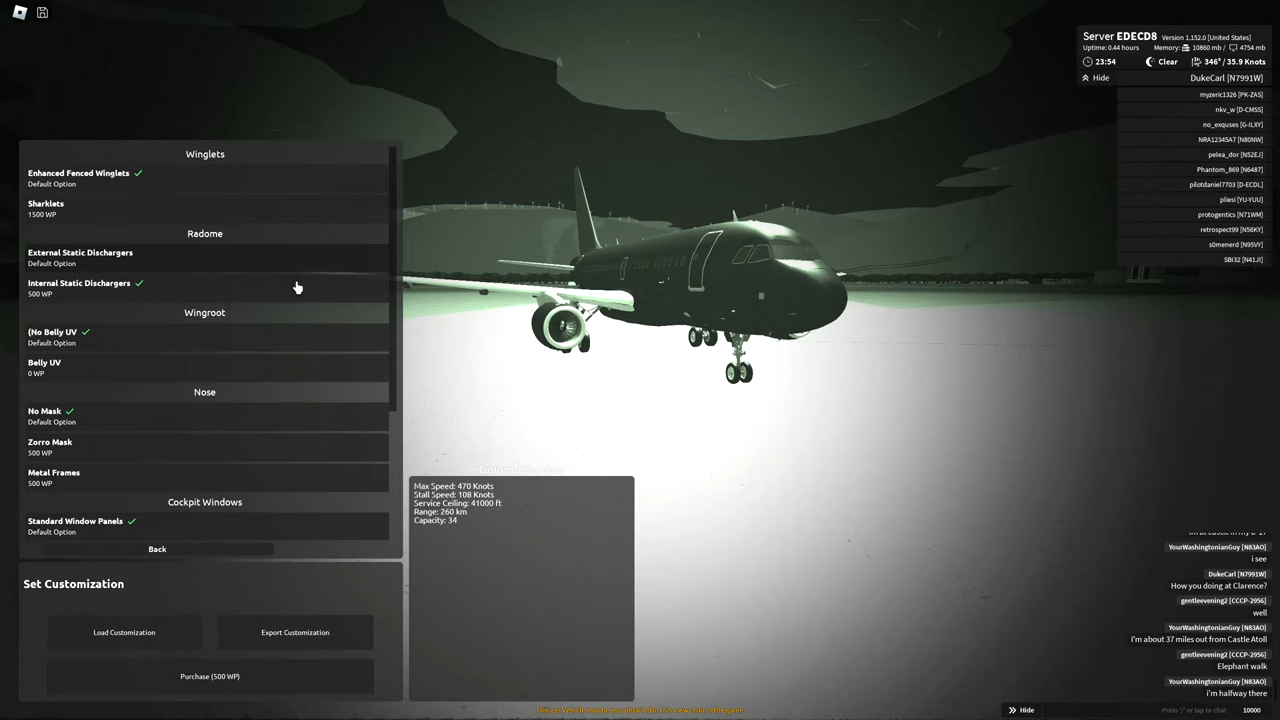 Server EDECD8 Version 1.152.0 [United States]
Uptime: 0.44 hours Memory: 10860 mb / 4754 mb
23:54 Clear 346° / 35.9 Knots
Hide DukeCarl [N7991W]
myzeric1326 [PK-ZAS]
nkv_w [D-CMSS]
no_exquses [G-ILXY]
NRA12345A7 [N80NW]
pelea_dor [N52EJ]
Phantom_869 [N6487]
pilotdaniel7703 [D-ECDL]
pliesi [YU-YUU]
protogentics [N71WM]
retrospect99 [N56KY]
s0menerd [N95VY]
SBI32 [N41JI]
Winglets
Enhanced Fenced Winglets
Default Option
Sharklets
1500 WP
Radome
External Static Dischargers
Default Option
Internal Static Dischargers
500 WP
Wingroot
(No Belly UV
Default Option
Belly UV
0 WP
Nose
No Mask
Default Option
Zorro Mask
500 WP
Metal Frames
500 WP
Cockpit Windows
Standard Window Panels
Default Option
Back
Set Customization
Load Customization
Export Customization
Purchase (500 WP)
Max Speed: 470 Knots
Stall Speed: 108 Knots
Service Ceiling: 41000 ft
Range: 260 km
Capacity: 34
YourWashingtonianGuy [N83AO]
i see
DukeCarl [N7991W]
How you doing at Clarence?
gentleevening2 [CCCP-2956]
well
YourWashingtonianGuy [N83AO]
I'm about 37 miles out from Castle Atoll
gentleevening2 [CCCP-2956]
Elephant walk
YourWashingtonianGuy [N83AO]
i'm halfway there
Hide
Press '/' or tap to chat
10000